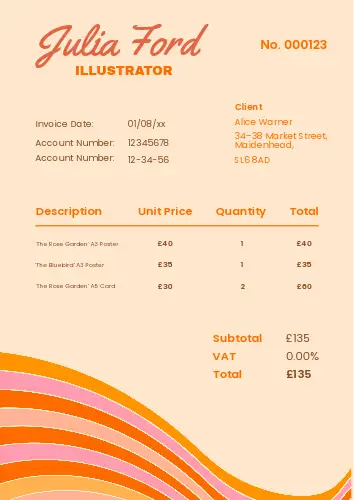 Julia Ford
ILLUSTRATOR
No. 000123
Client
Alice Warner
34-38 Market Street,
Maidenhead,
SL6 8AD
Invoice Date: 01/08/xx
Account Number: 12345678
Account Number: 12-34-56
Description Unit Price Quantity Total
'The Rose Garden' A3 Poster £40 1 £40
'The Bluebird' A3 Poster £35 1 £35
'The Rose Garden' A5 Card £30 2 £60
Subtotal £135
VAT 0.00%
Total £135